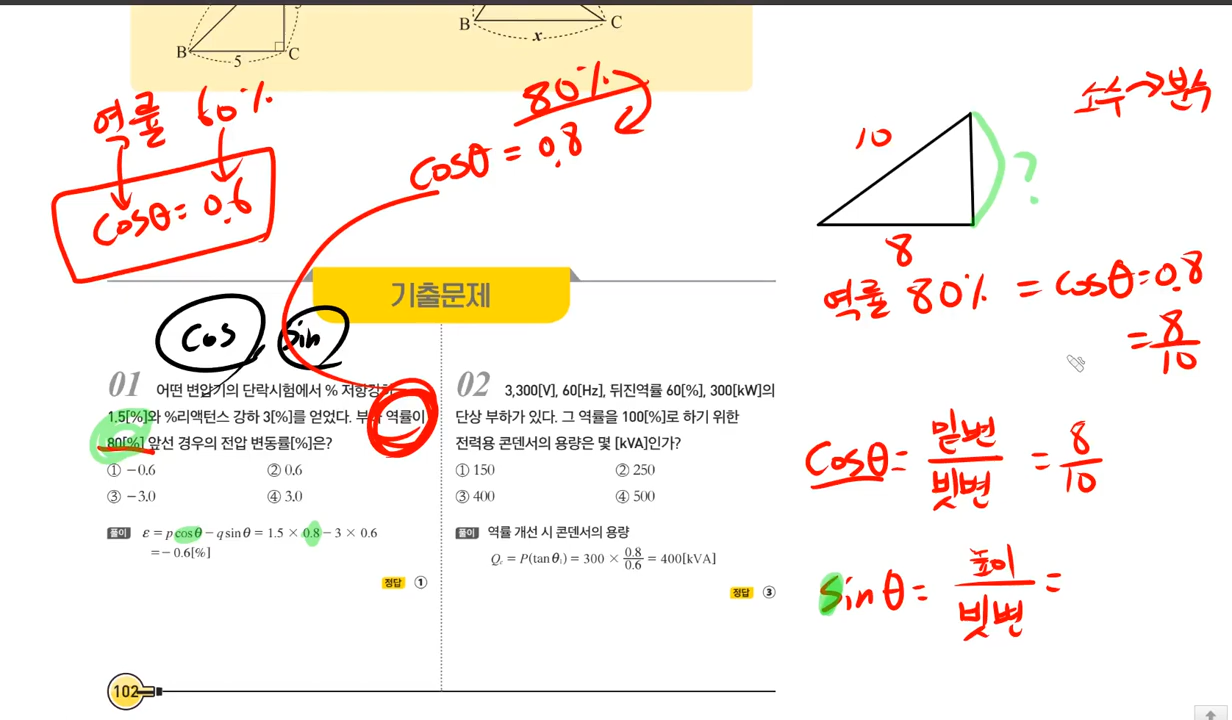 B
5
C
B
C
x
역률 60%
cosθ = 0.6
80%
cosθ = 0.8
소수→분수
10
?
8
역률 80% = cosθ = 0.8
= 8/10
기출문제
cos, sin
01 어떤 변압기의 단락시험에서 % 저항강하
1.5[%]와 %리액턴스 강하 3[%]를 얻었다. 부하 역률이
80[%] 앞선 경우의 전압 변동률[%]은?
① -0.6
② 0.6
③ -3.0
④ 3.0
풀이 ε = p cosθ - q sinθ = 1.5 × 0.8 - 3 × 0.6
= -0.6[%]
정답 ①
02 3,300[V], 60[Hz], 뒤진역률 60[%], 300[kW]의
단상 부하가 있다. 그 역률을 100[%]로 하기 위한
전력용 콘덴서의 용량은 몇 [kVA]인가?
① 150
② 250
③ 400
④ 500
풀이 역률 개선 시 콘덴서의 용량
Qc = P(tanθ1) = 300 × 0.8/0.6 = 400[kVA]
정답 ③
cosθ = 밑변/빗변 = 8/10
sinθ = 높이/빗변 =
102